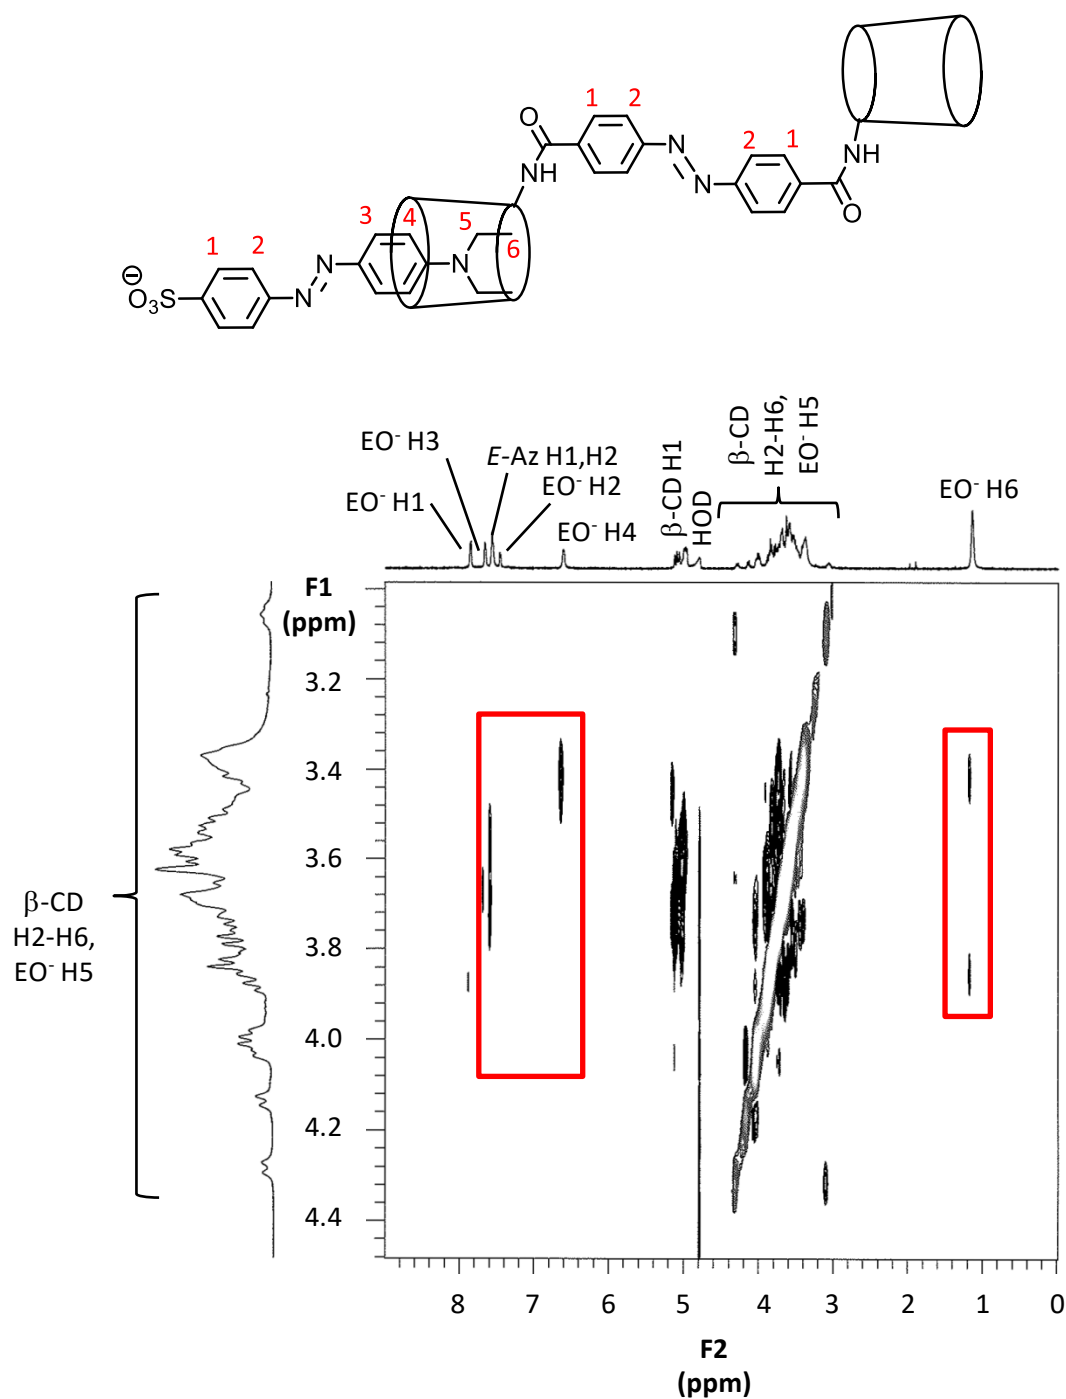 O
1
2
NH
N
N
2
1
NH
O
3
4
5
6
1
2
N
N
N
⊖
O₃S
EO⁻ H3
E-Az H1,H2
EO⁻ H1
EO⁻ H2
EO⁻ H4
β-CD H1
HOD
β-CD
H2-H6,
EO⁻ H5
EO⁻ H6
F1
(ppm)
3.2
3.4
3.6
3.8
4.0
4.2
4.4
β-CD
H2-H6,
EO⁻ H5
8 7 6 5 4 3 2 1 0
F2
(ppm)